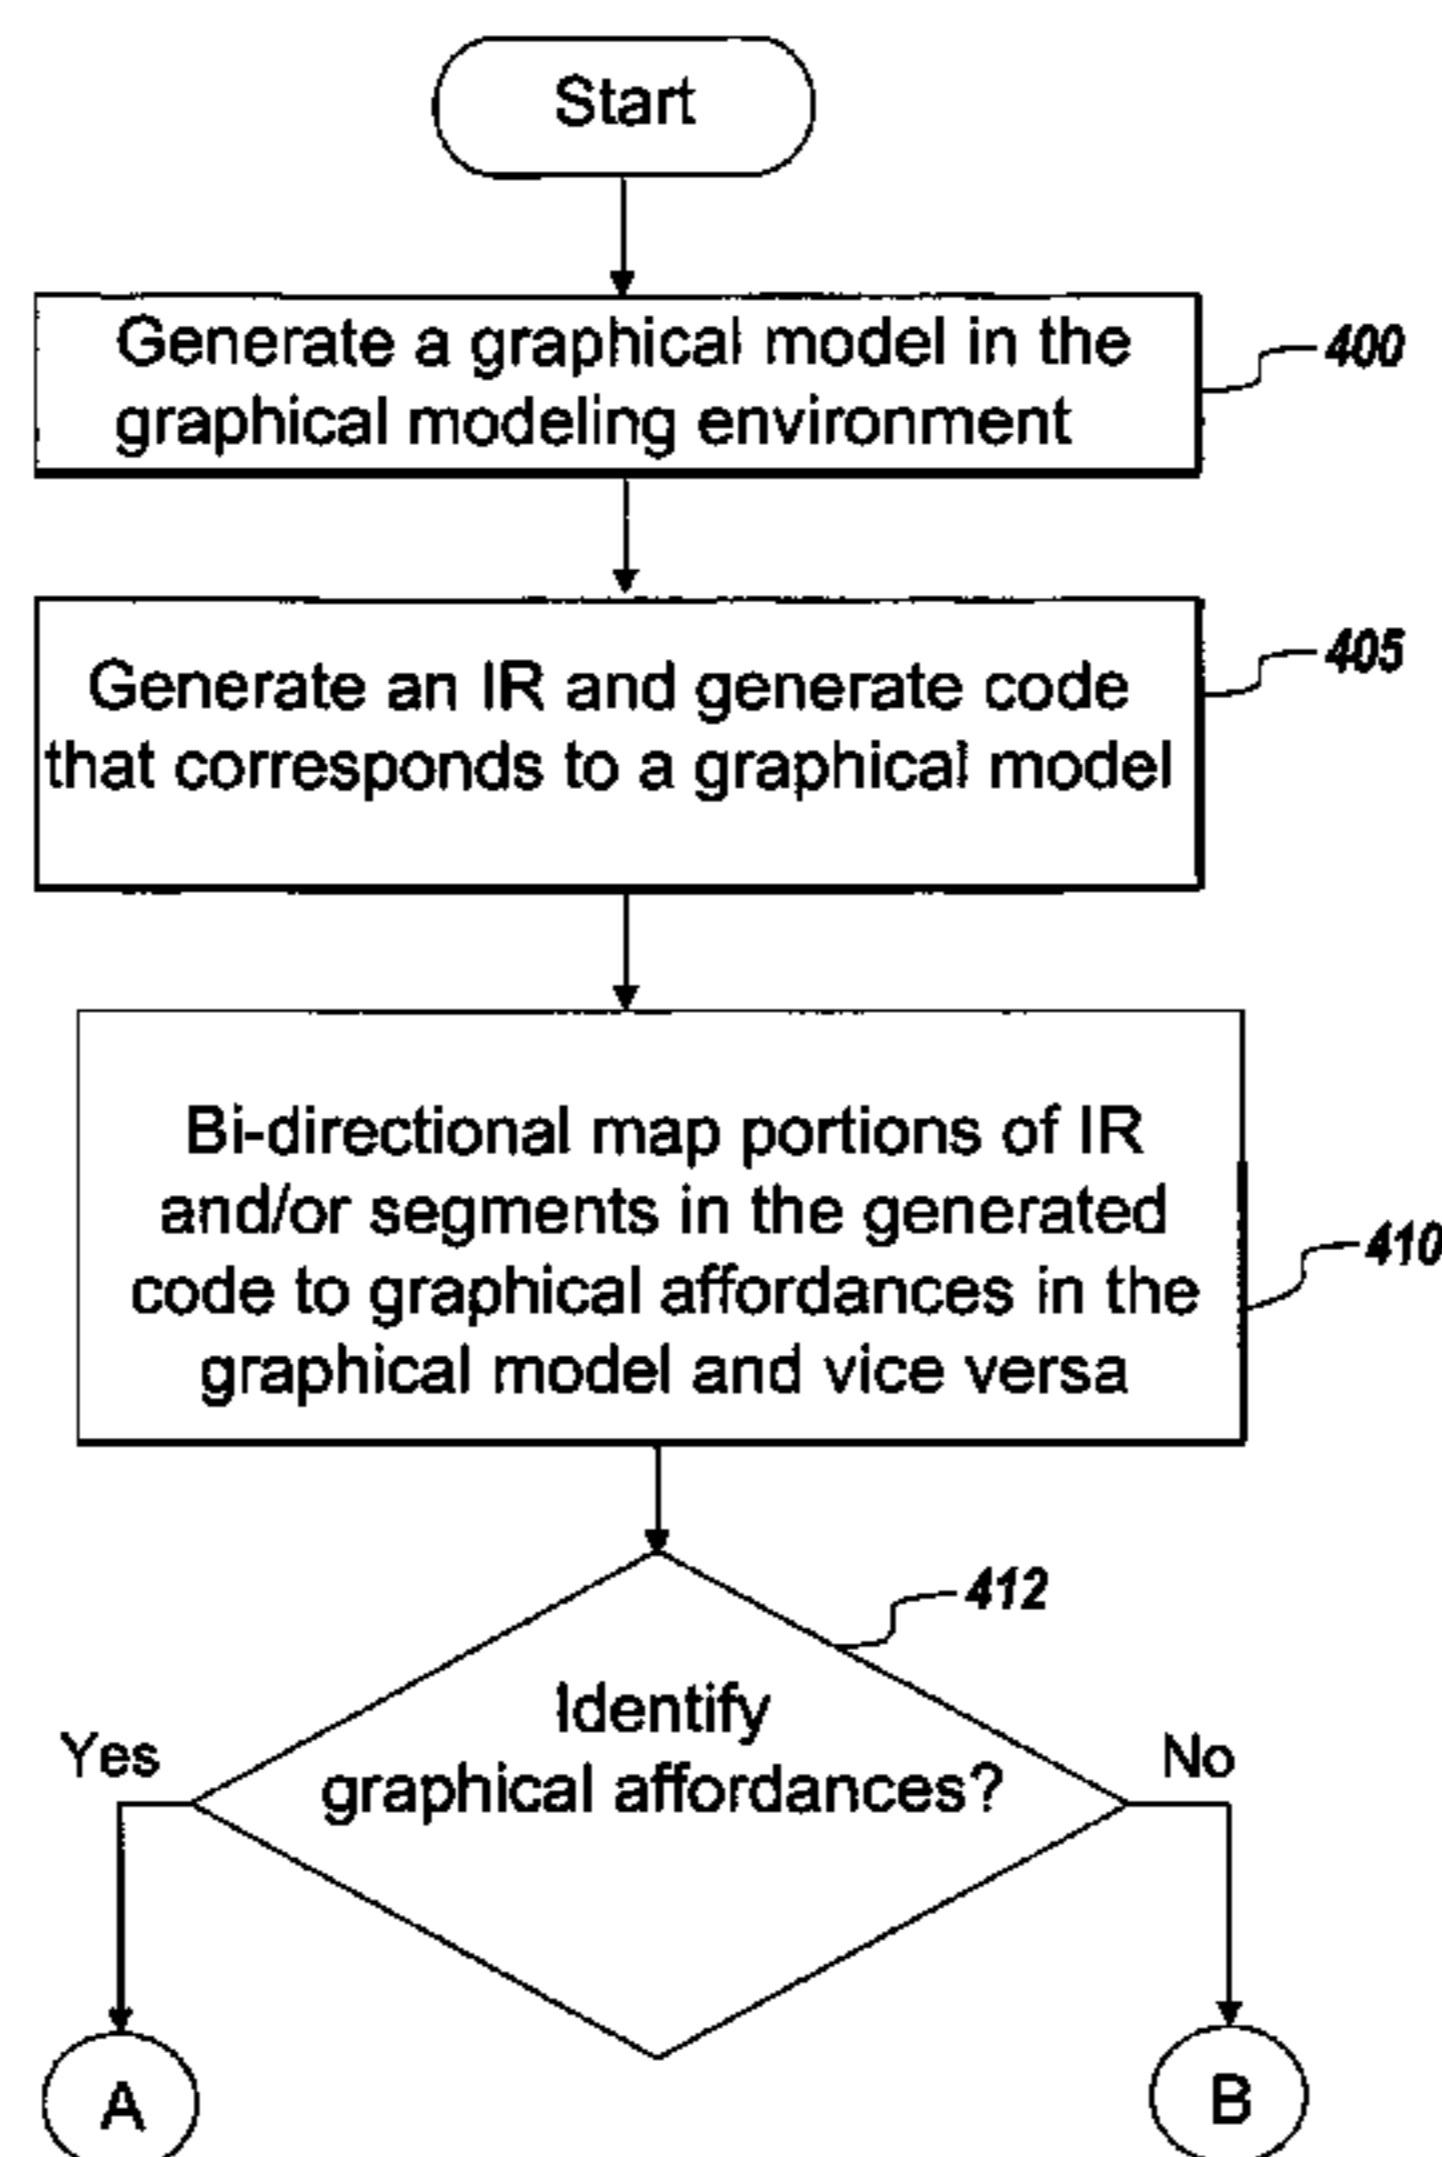 Start
Generate a graphical model in the
graphical modeling environment
400
Generate an IR and generate code
that corresponds to a graphical model
405
Bi-directional map portions of IR
and/or segments in the generated
code to graphical affordances in the
graphical model and vice versa
410
412
Identify
graphical affordances?
Yes
No
A
B